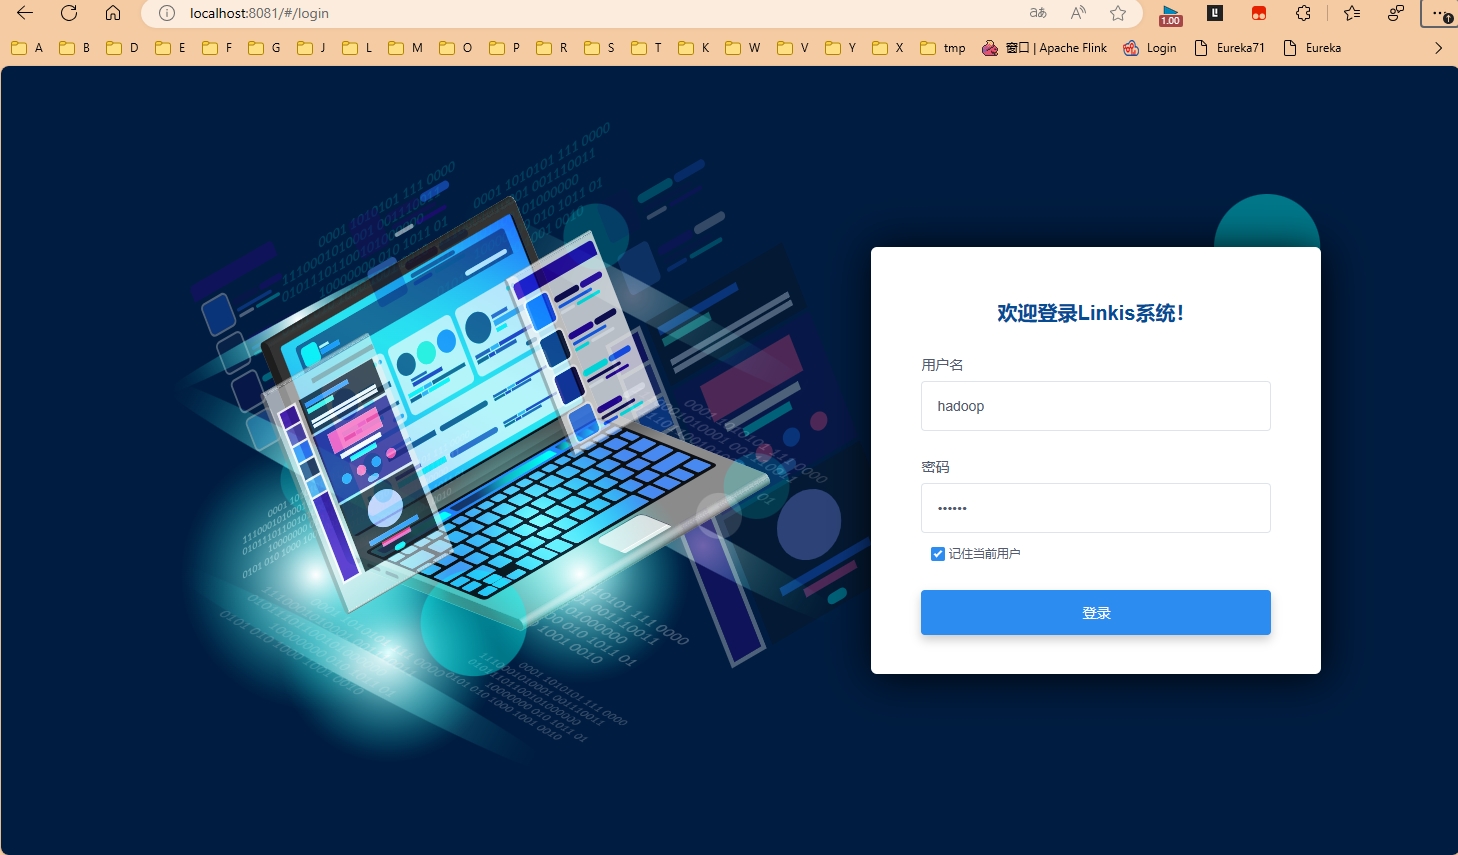 localhost:8081/#/login
aあ
A
1.00
A B D E F G J L M O P R S T K W V Y X tmp 窗口 | Apache Flink Login Eureka71 Eureka
欢迎登录Linkis系统!
用户名
hadoop
密码
••••••
记住当前用户
登录